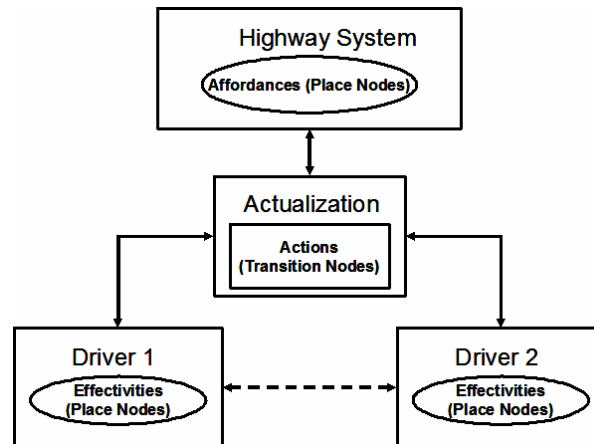 Highway System
Affordances (Place Nodes)
Actualization
Actions
(Transition Nodes)
Driver 1
Effectivities
(Place Nodes)
Driver 2
Effectivities
(Place Nodes)